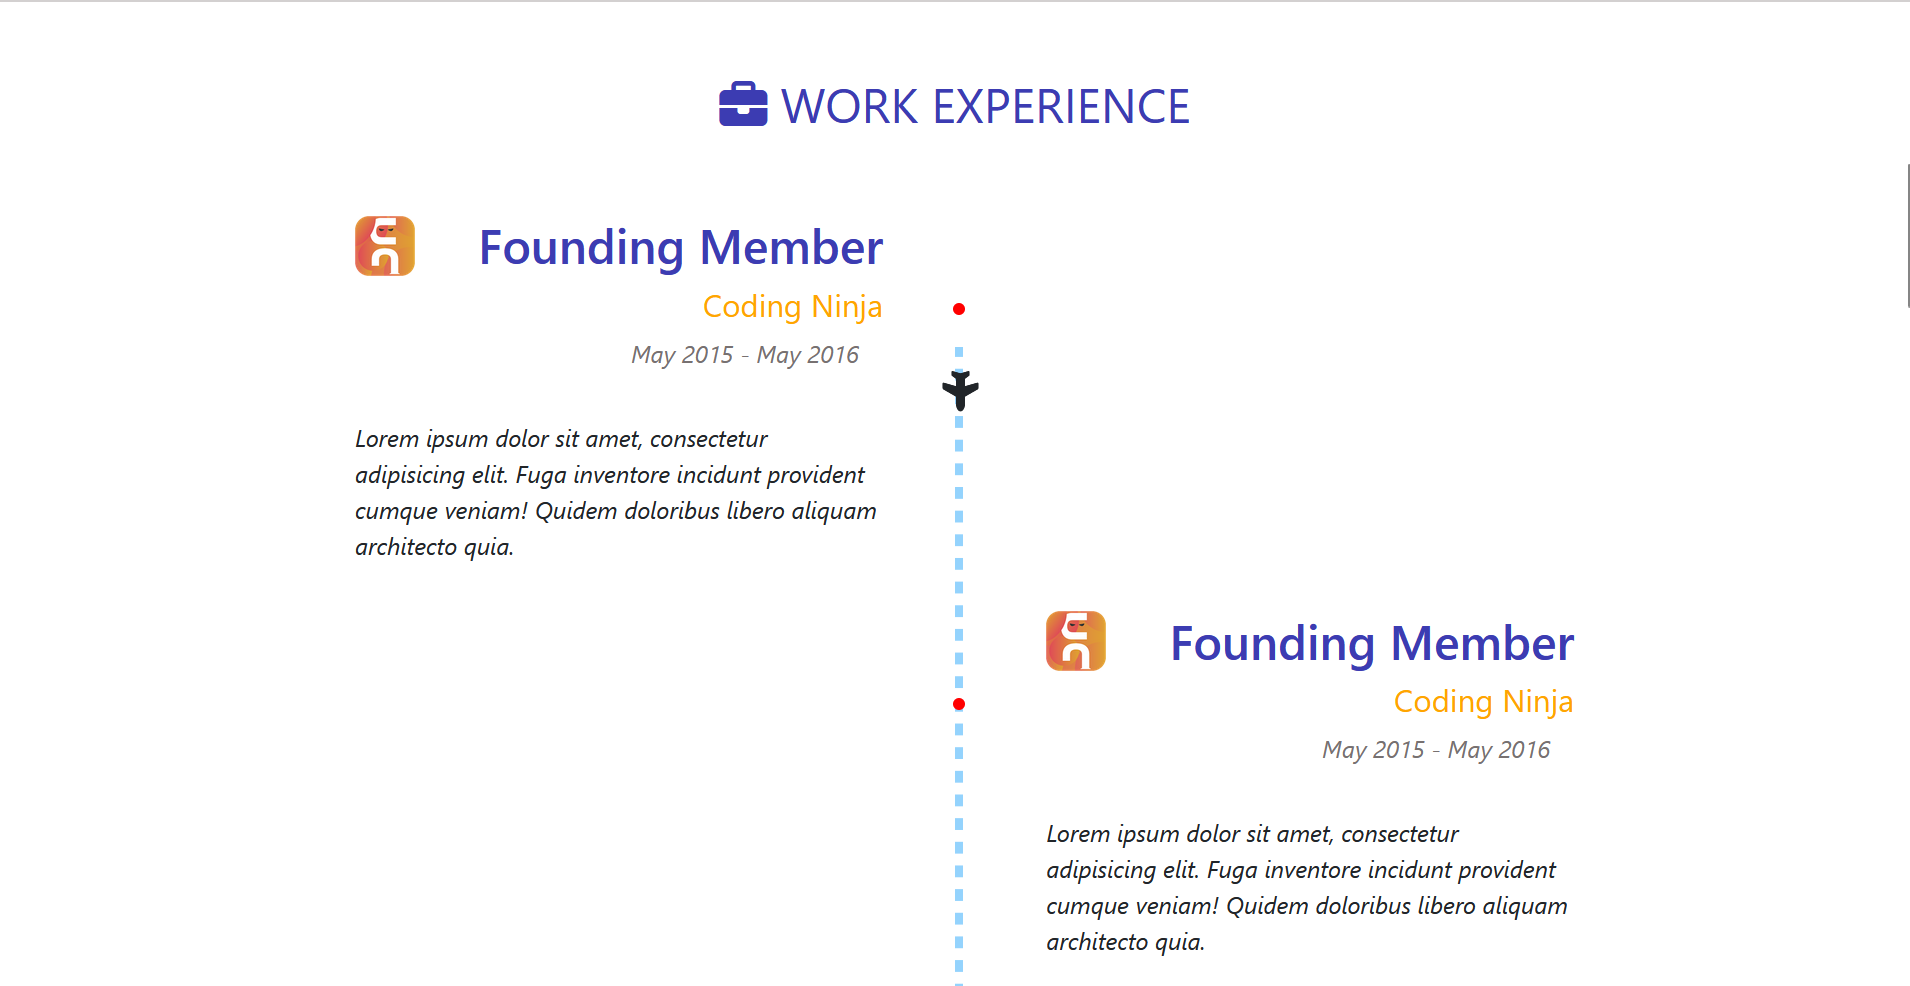 WORK EXPERIENCE
Founding Member
Coding Ninja
May 2015 - May 2016
Lorem ipsum dolor sit amet, consectetur
adipisicing elit. Fuga inventore incidunt provident
cumque veniam! Quidem doloribus libero aliquam
architecto quia.
Founding Member
Coding Ninja
May 2015 - May 2016
Lorem ipsum dolor sit amet, consectetur
adipisicing elit. Fuga inventore incidunt provident
cumque veniam! Quidem doloribus libero aliquam
architecto quia.